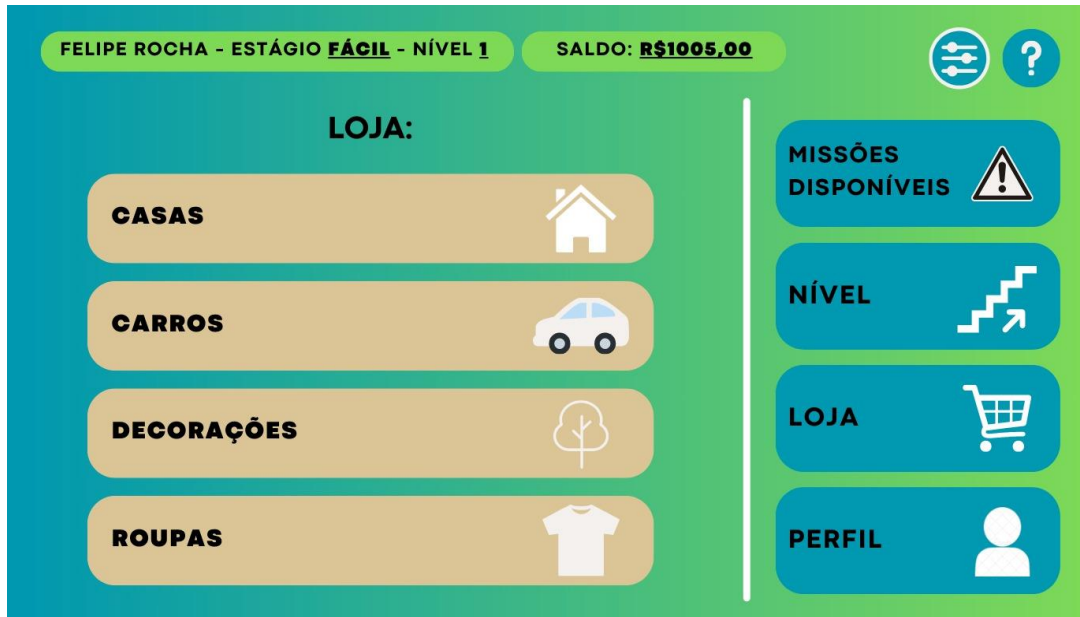 FELIPE ROCHA - ESTÁGIO FÁCIL - NÍVEL 1
SALDO: R$1005,00
?
LOJA:
CASAS
CARROS
DECORAÇÕES
ROUPAS
MISSÕES
DISPONÍVEIS
NÍVEL
LOJA
PERFIL